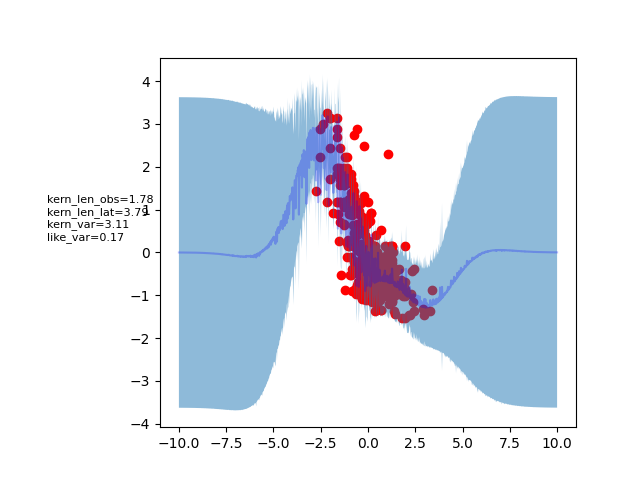 4
3
2
kern_len_obs=1.78
kern_len_lat=3.79
1
kern_var=3.11
like_var=0.17
0
−1
−2
−3
−4
−10.0 −7.5 −5.0 −2.5 0.0 2.5 5.0 7.5 10.0